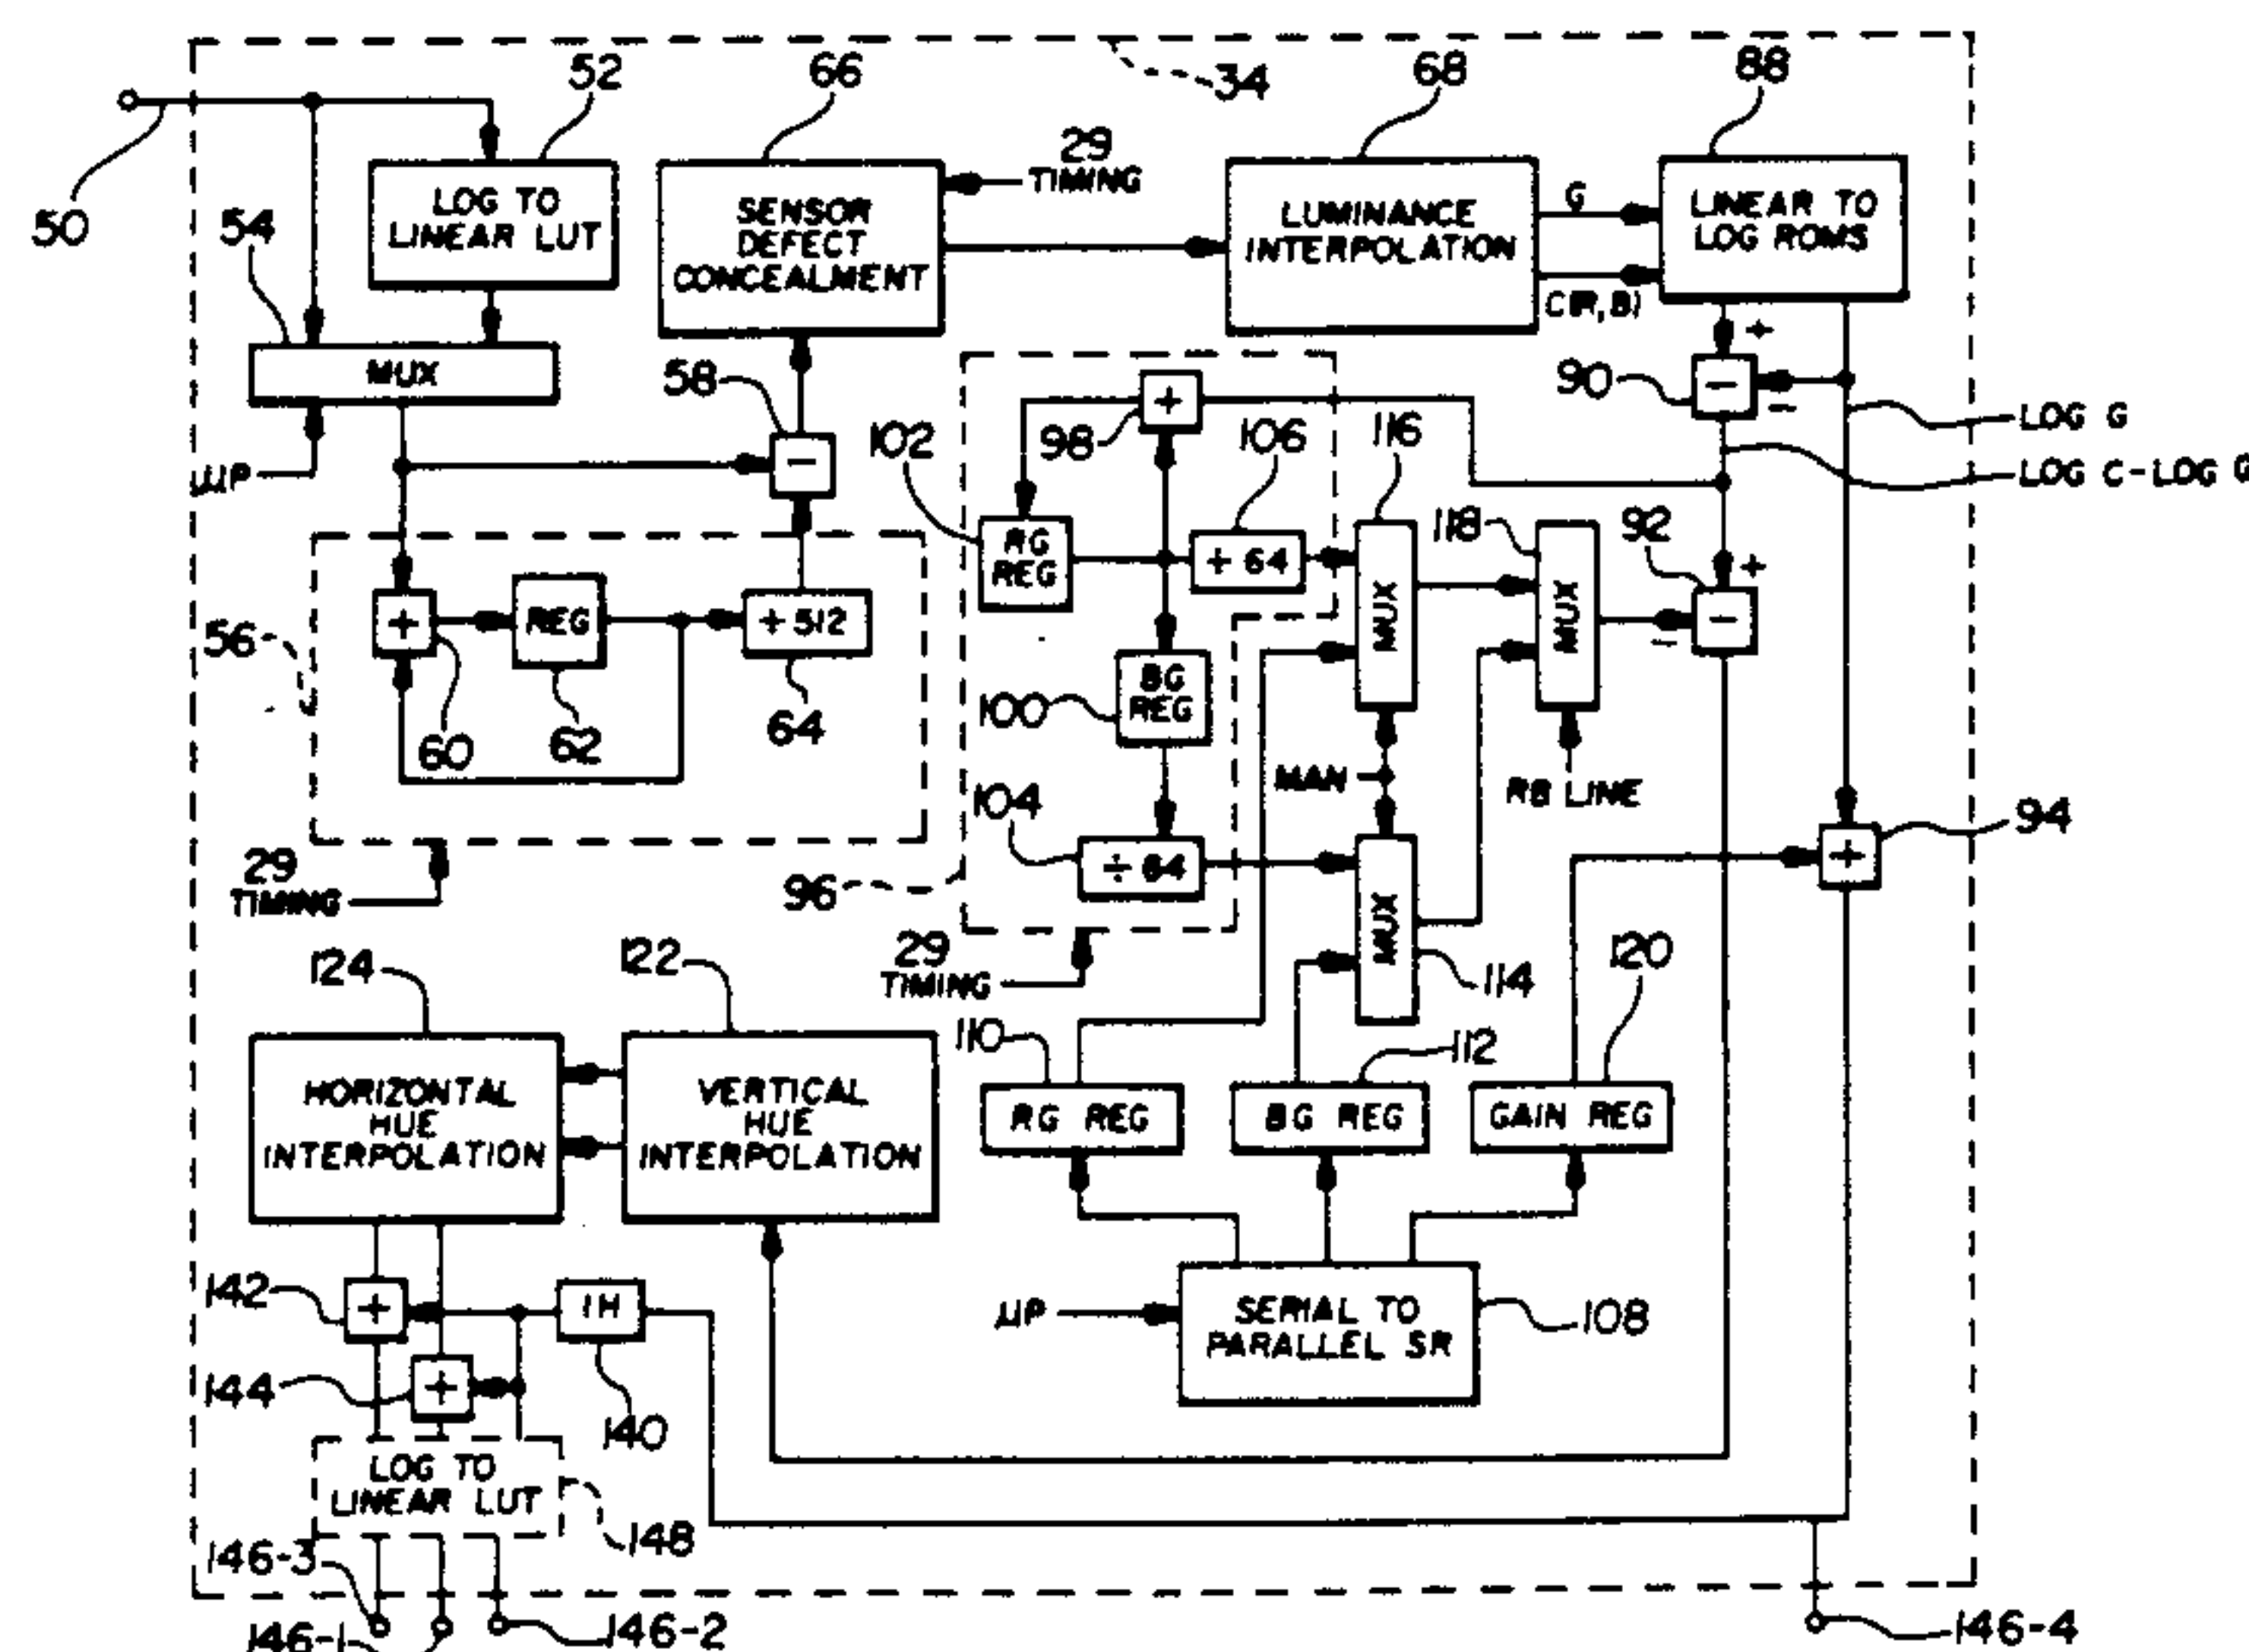 52
66
34
68
88
50
54
LOG TO
LINEAR LUT
SENSOR
DEFECT
CONCEALMENT
29
TIMING
LUMINANCE
INTERPOLATION
G
C(R,B)
LINEAR TO
LOG ROMS
MUX
μP
58
−
102
98
+
106
116
90
+
−
−
LOG G
LOG C-LOG G
RG
REG
÷ 64
MUX
118
MUX
92
+
−
−
56
+
REG
÷ 512
60
62
64
100
BG
REG
MAN
RB LINE
104
÷ 64
96
MUX
114
94
+
29
TIMING
29
TIMING
124
122
110
112
120
HORIZONTAL
HUE
INTERPOLATION
VERTICAL
HUE
INTERPOLATION
RG REG
BG REG
GAIN REG
142
+
1H
144
+
140
μP
SERIAL TO
PARALLEL SR
108
LOG TO
LINEAR LUT
148
146-3
146-1
146-2
146-4